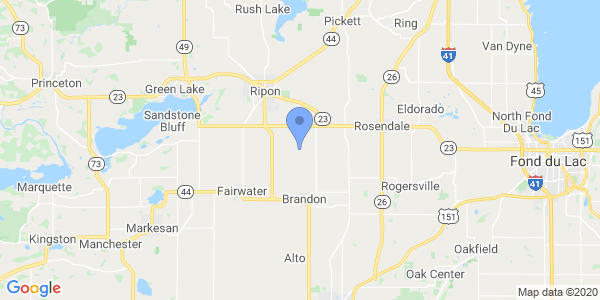 Rush Lake
Pickett
Ring
44
73
49
41
Van Dyne
26
Princeton
Green Lake
Ripon
45
23
Eldorado
Sandstone
Bluff
23
Rosendale
North Fond
Du Lac
23
151
Fond du Lac
73
Marquette
44
Fairwater
Brandon
Rogersville
41
26
151
Markesan
Kingston
Manchester
Alto
Oakfield
Oak Center
Google
Map data ©2020